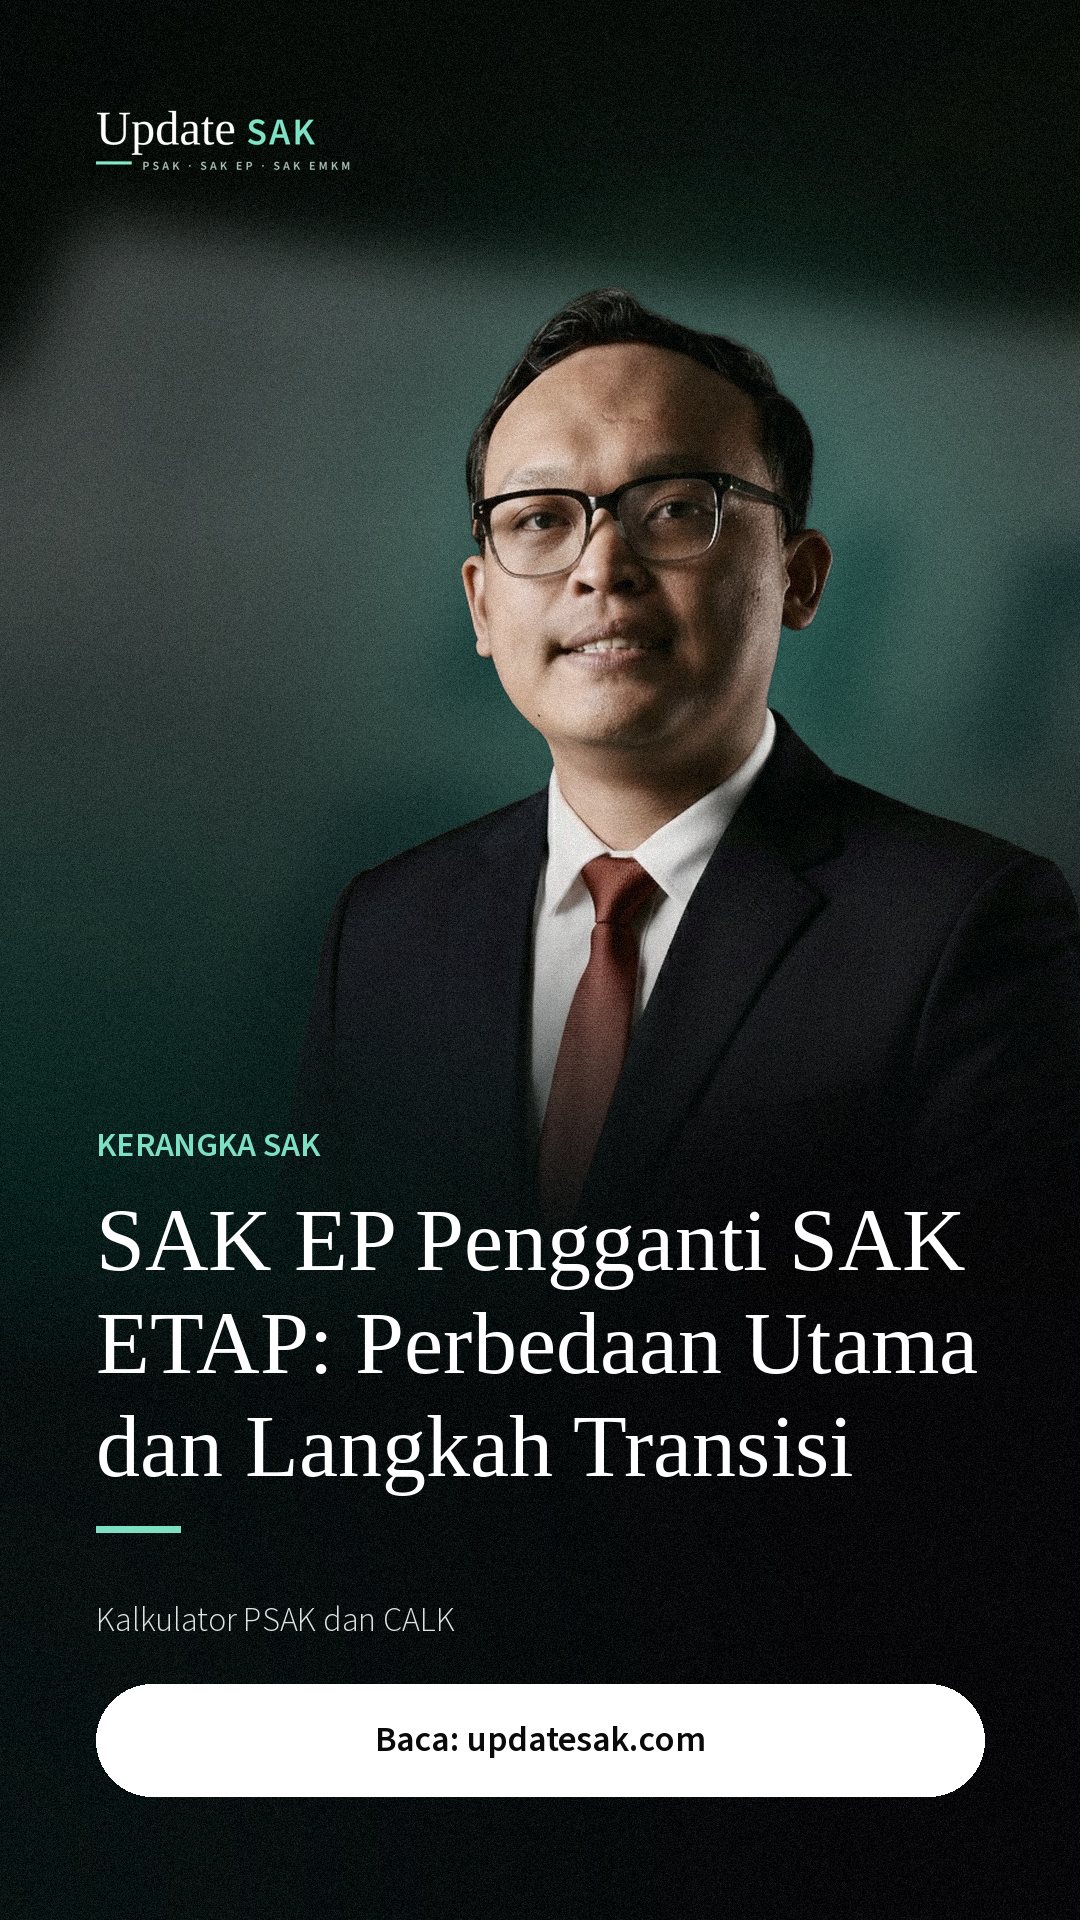 Update SAK
PSAK · SAK EP · SAK EMKM
KERANGKA SAK
SAK EP Pengganti SAK
ETAP: Perbedaan Utama
dan Langkah Transisi
Kalkulator PSAK dan CALK
Baca: updatesak.com